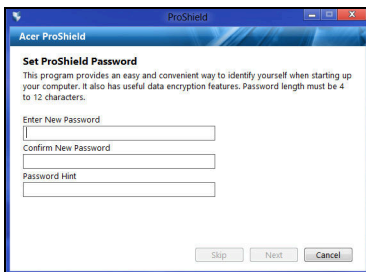 ProShield
Acer ProShield
Set ProShield Password
This program provides an easy and convenient way to identify yourself when starting up
your computer. It also has useful data encryption features. Password length must be 4
to 12 characters.
Enter New Password
Confirm New Password
Password Hint
Skip Next Cancel